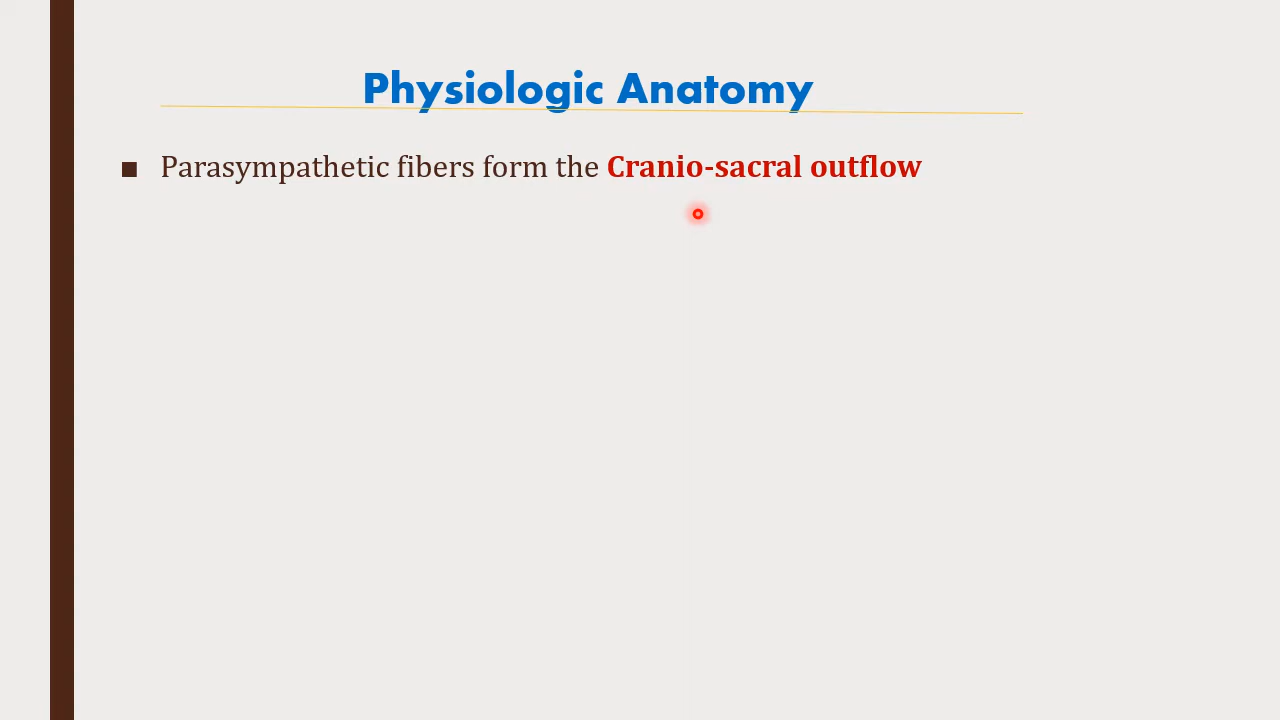 Physiologic Anatomy
▪ Parasympathetic fibers form the Cranio-sacral outflow